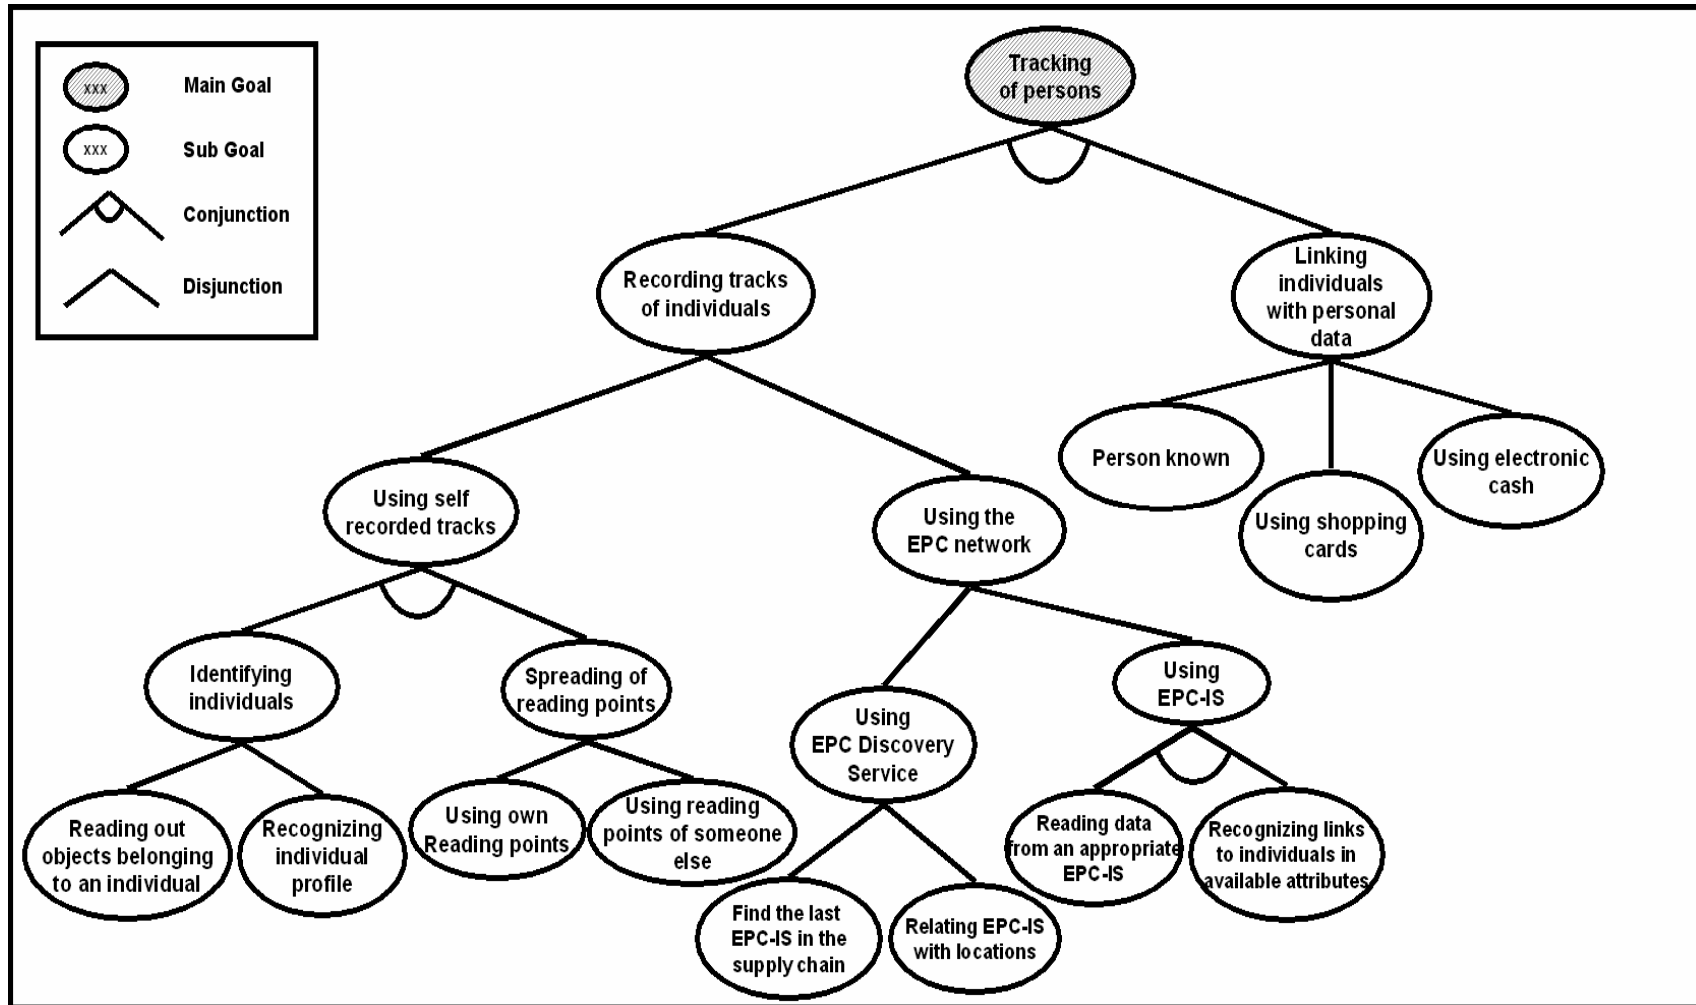 xxx
Main Goal
xxx
Sub Goal
Conjunction
Disjunction
Tracking
of persons
Recording tracks
of individuals
Linking
individuals
with personal
data
Person known
Using shopping
cards
Using electronic
cash
Using self
recorded tracks
Using the
EPC network
Identifying
individuals
Spreading of
reading points
Using
EPC Discovery
Service
Using
EPC-IS
Reading out
objects belonging
to an individual
Recognizing
individual
profile
Using own
Reading points
Using reading
points of someone
else
Find the last
EPC-IS in the
supply chain
Relating EPC-IS
with locations
Reading data
from an appropriate
EPC-IS
Recognizing links
to individuals in
available attributes